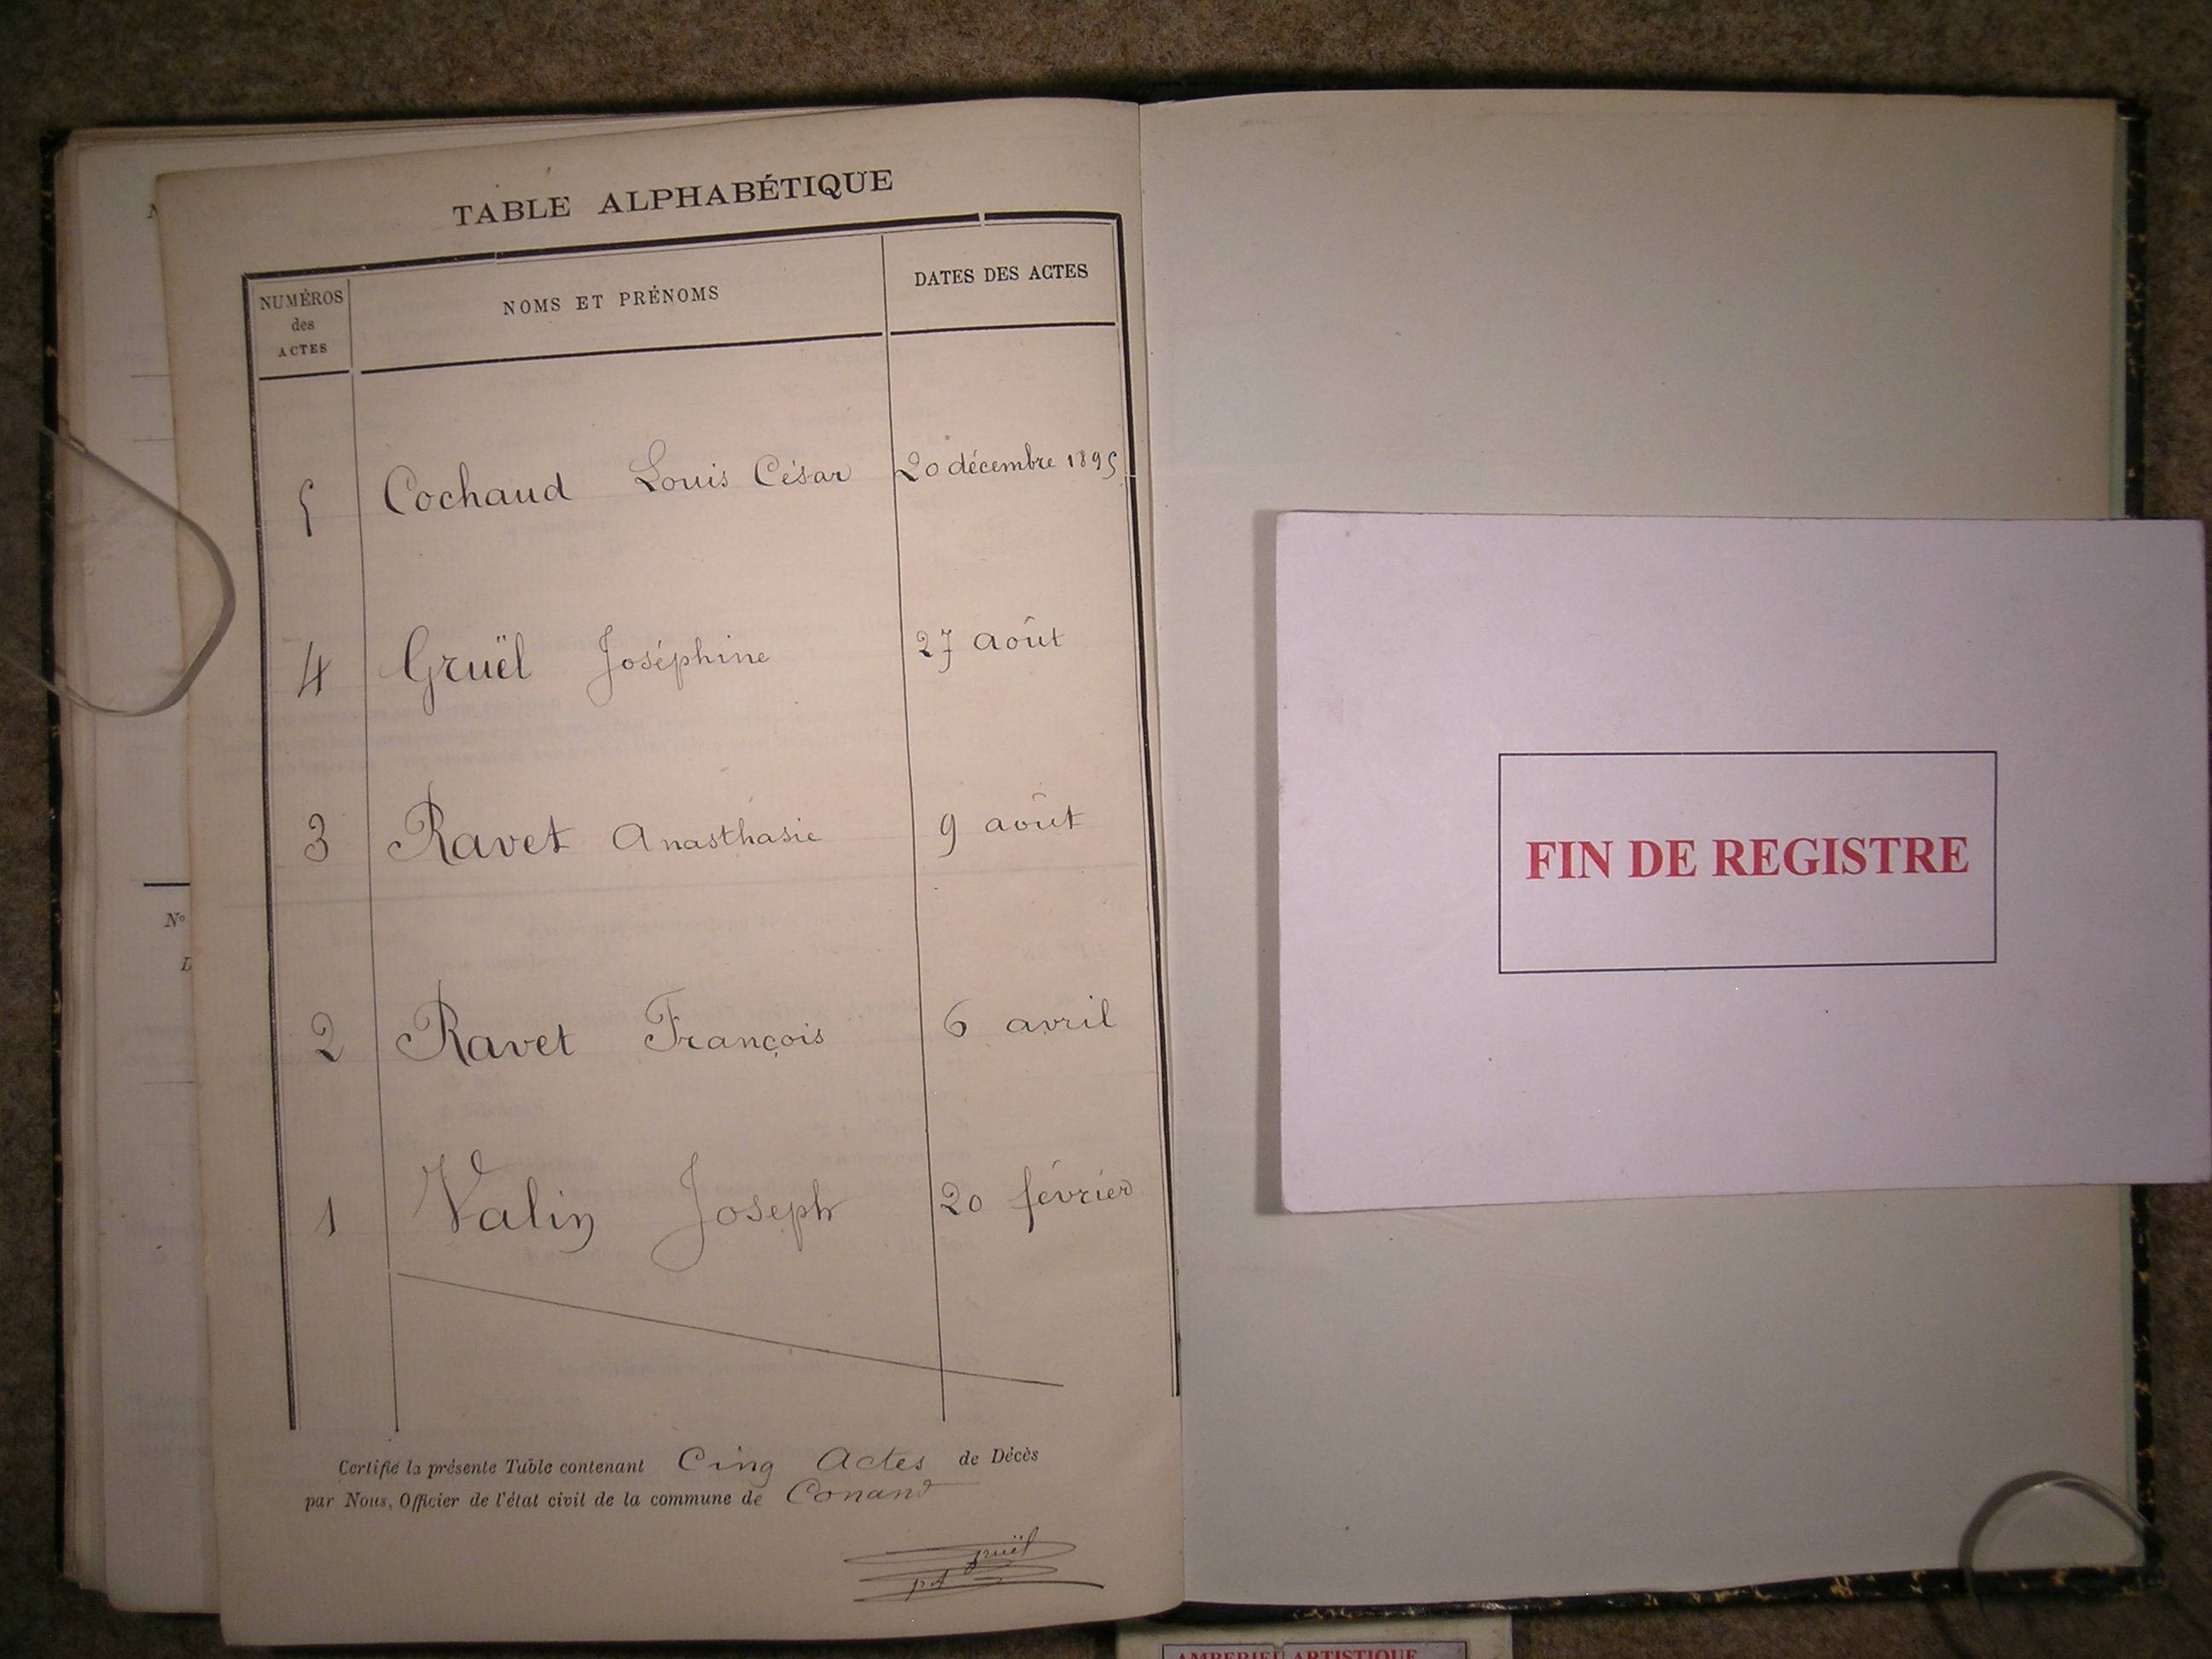 TABLE ALPHABÉTIQUE
NUMÉROS des ACTES
NOMS ET PRÉNOMS
DATES DES ACTES
5 Cochaud Louis César 20 décembre 1895
4 Gruël Joséphine 27 août
3 Ravet Anasthasie 9 août
2 Ravet François 6 avril
1 Valin Joseph 20 février
Certifié la présente Table contenant Cinq Actes de Décès
par Nous, Officier de l'état civil de la commune de Conand
gruël
N°
D
FIN DE REGISTRE
AMBERIEU ARTISTIQUE